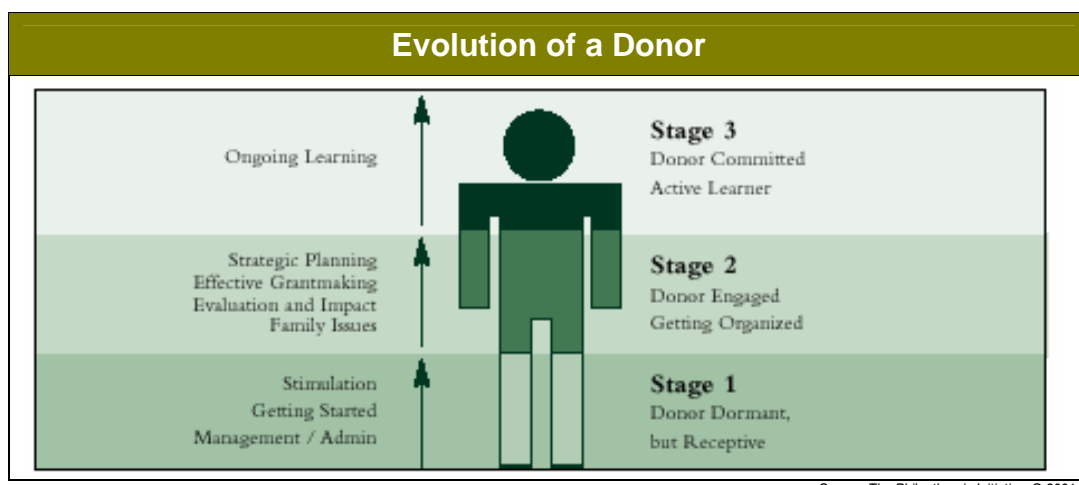 Evolution of a Donor
Ongoing Learning
Stage 3
Donor Committed
Active Learner
Strategic Planning
Effective Grantmaking
Evaluation and Impact
Family Issues
Stage 2
Donor Engaged
Getting Organized
Stimulation
Getting Started
Management / Admin
Stage 1
Donor Dormant,
but Receptive